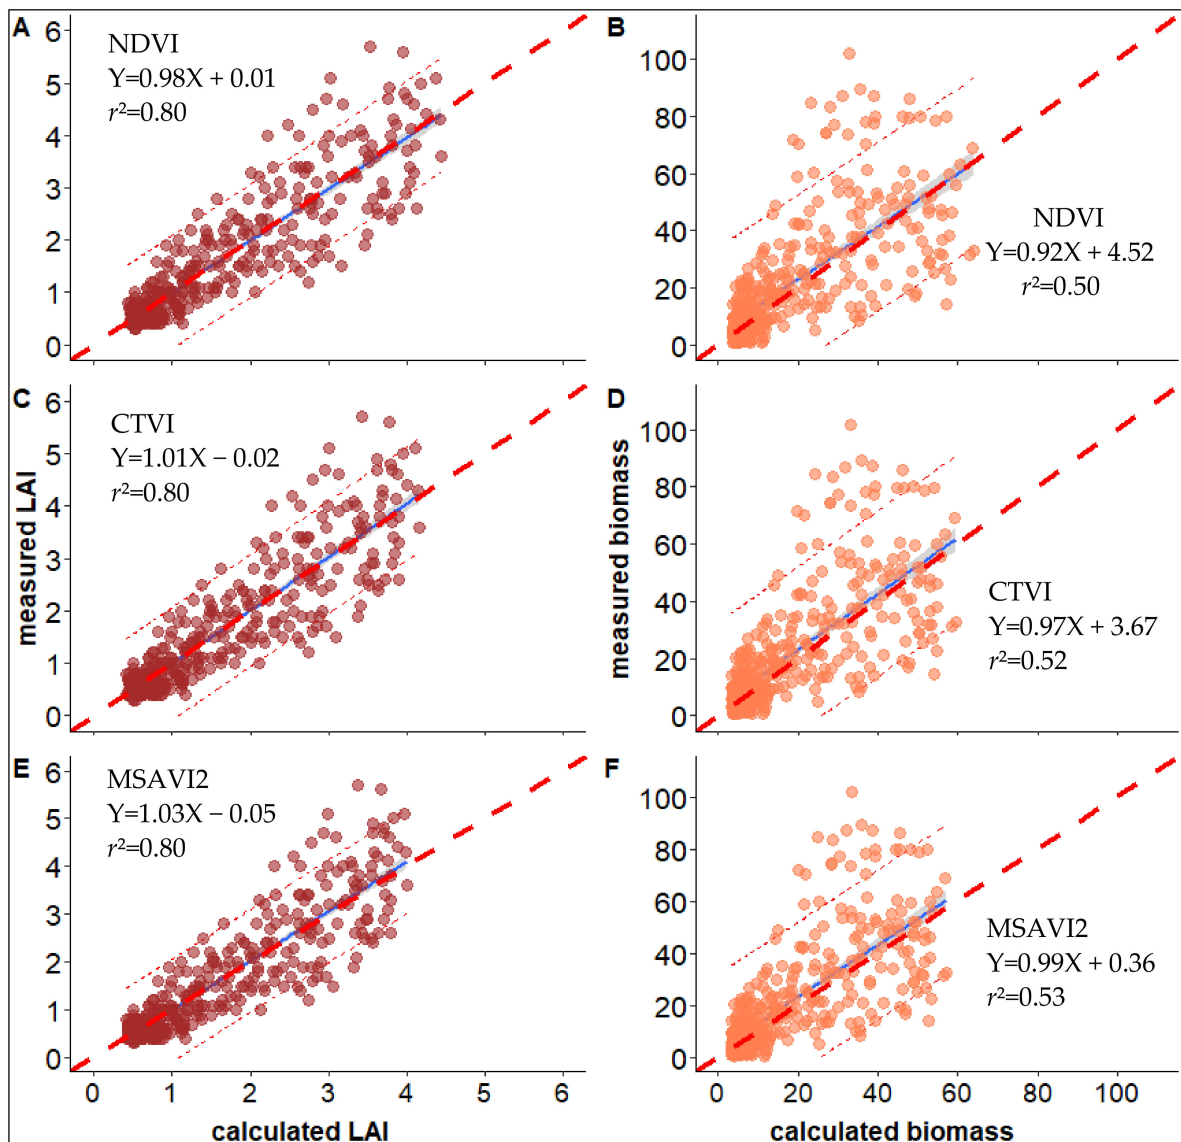 A
NDVI
Y=0.98X + 0.01
r²=0.80
6
5
4
3
2
1
0
B
NDVI
Y=0.92X + 4.52
r²=0.50
100
80
60
40
20
0
C
CTVI
Y=1.01X − 0.02
r²=0.80
6
5
4
3
2
1
0
measured LAI
D
CTVI
Y=0.97X + 3.67
r²=0.52
100
80
60
40
20
0
measured biomass
E
MSAVI2
Y=1.03X − 0.05
r²=0.80
6
5
4
3
2
1
0
0 1 2 3 4 5 6
calculated LAI
F
MSAVI2
Y=0.99X + 0.36
r²=0.53
100
80
60
40
20
0
0 20 40 60 80 100
calculated biomass